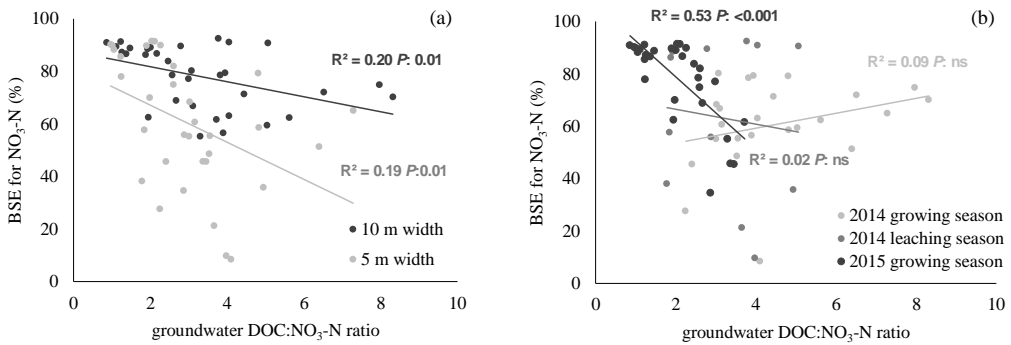 (a)
BSE for NO₃-N (%)
100
80
60
40
20
0
R² = 0.20 P: 0.01
R² = 0.19 P:0.01
10 m width
5 m width
0 2 4 6 8 10
groundwater DOC:NO₃-N ratio
(b)
BSE for NO₃-N (%)
100
80
60
40
20
0
R² = 0.53 P: <0.001
R² = 0.09 P: ns
R² = 0.02 P: ns
2014 growing season
2014 leaching season
2015 growing season
0 2 4 6 8 10
groundwater DOC:NO₃-N ratio